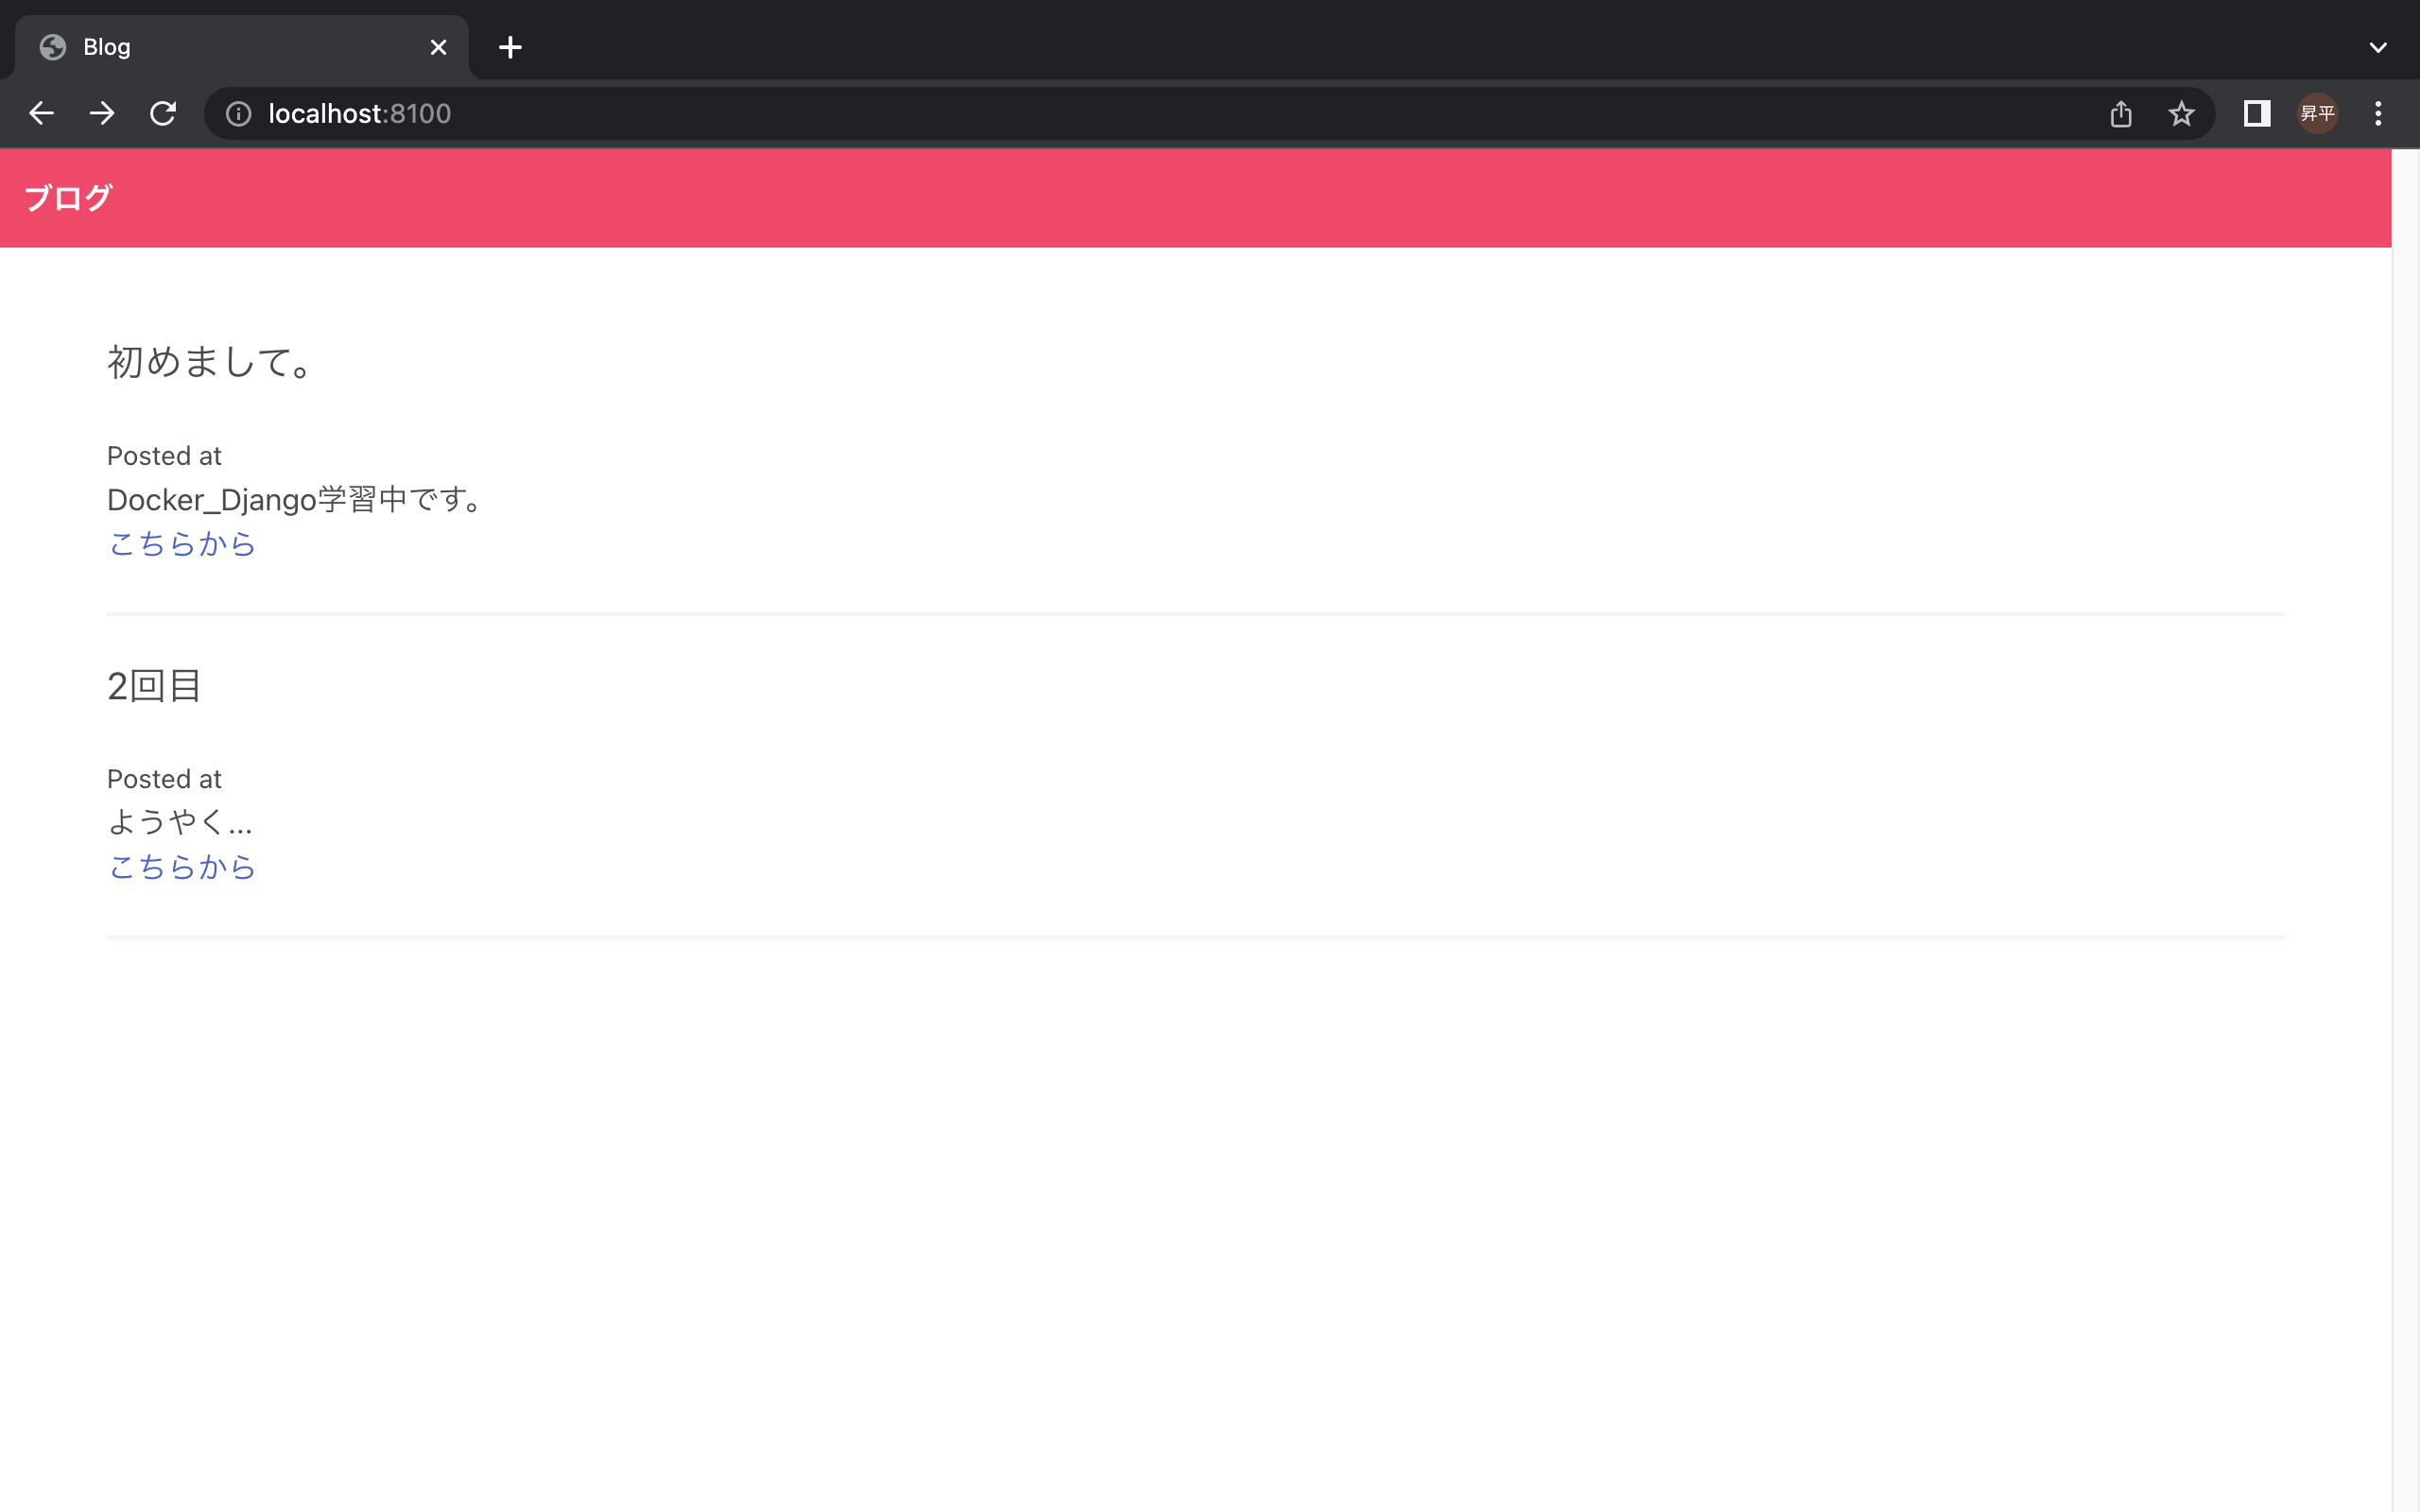 Blog
localhost:8100
昇平
ブログ
初めまして。
Posted at
Docker_Django学習中です。
こちらから
2回目
Posted at
ようやく...
こちらから